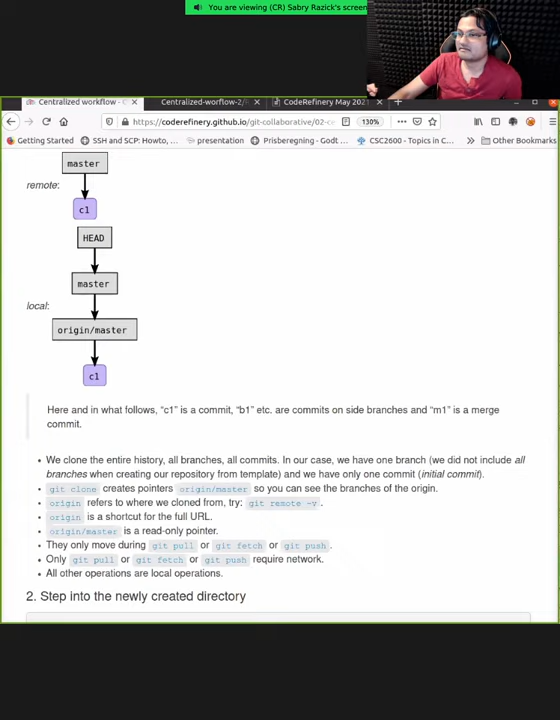 You are viewing (CR) Sabry Razick's screen
Centralized workflow - C
Centralized-worflow-2/
CodeRefinery May 2021
https://coderefinery.github.io/git-collaborative/02-ce
130%
Getting Started
SSH and SCP: Howto, ...
presentation
Prisberegning: Godt ...
CSC2600 - Topics in C...
Other Bookmarks
master
remote:
c1
HEAD
master
local:
origin/master
c1
Here and in what follows, “c1” is a commit, “b1” etc. are commits on side branches and “m1” is a merge
commit.
We clone the entire history, all branches, all commits. In our case, we have one branch (we did not include all
branches when creating our repository from template) and we have only one commit (initial commit).
git clone creates pointers origin/master so you can see the branches of the origin.
origin refers to where we cloned from, try: git remote -v.
origin is a shortcut for the full URL.
origin/master is a read-only pointer.
They only move during git pull or git fetch or git push.
Only git pull or git fetch or git push require network.
All other operations are local operations.
2. Step into the newly created directory